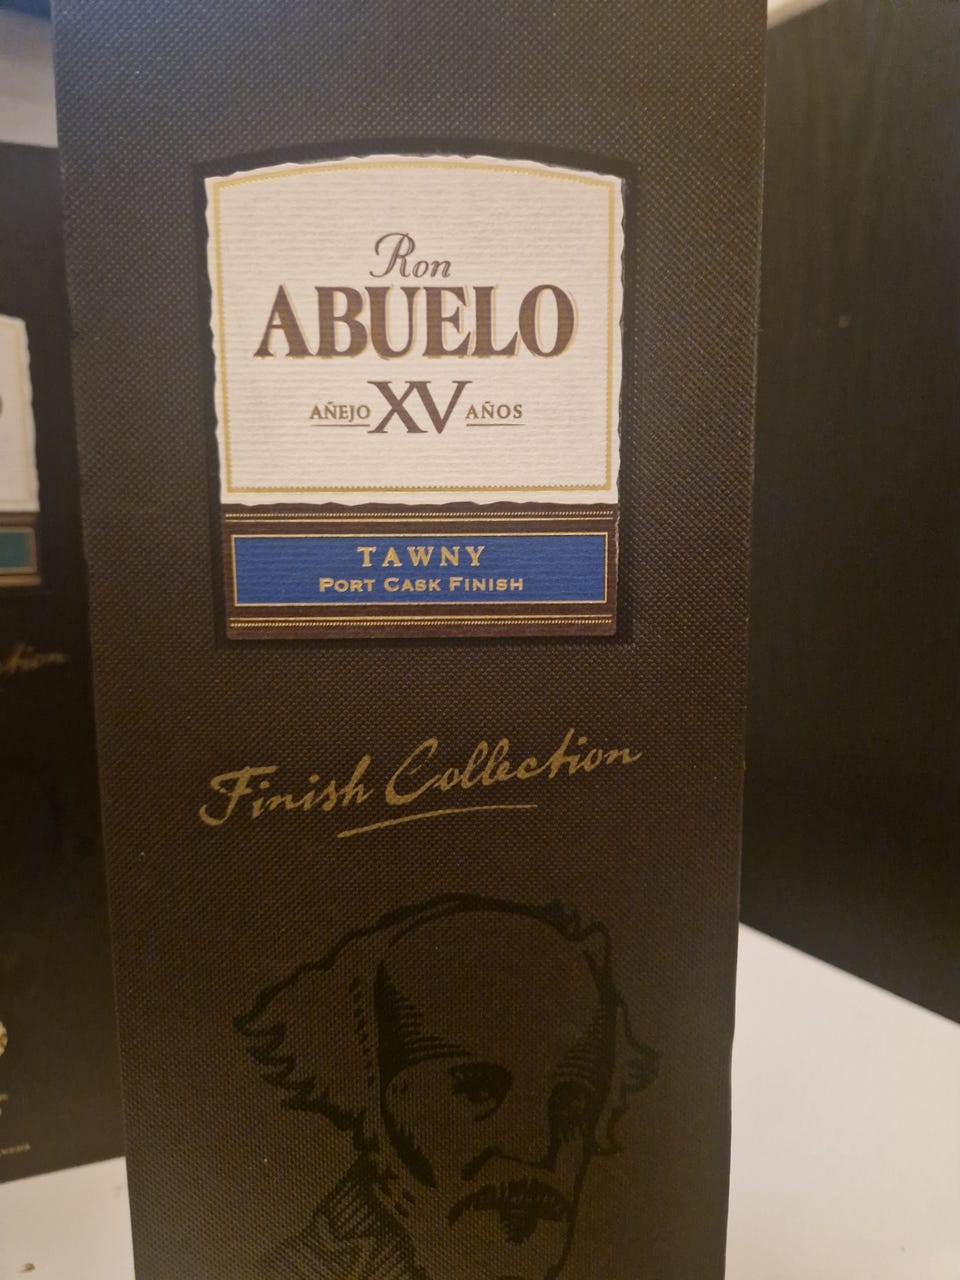 Ron
ABUELO
AÑEJO XV AÑOS
TAWNY
PORT CASK FINISH
Finish Collection